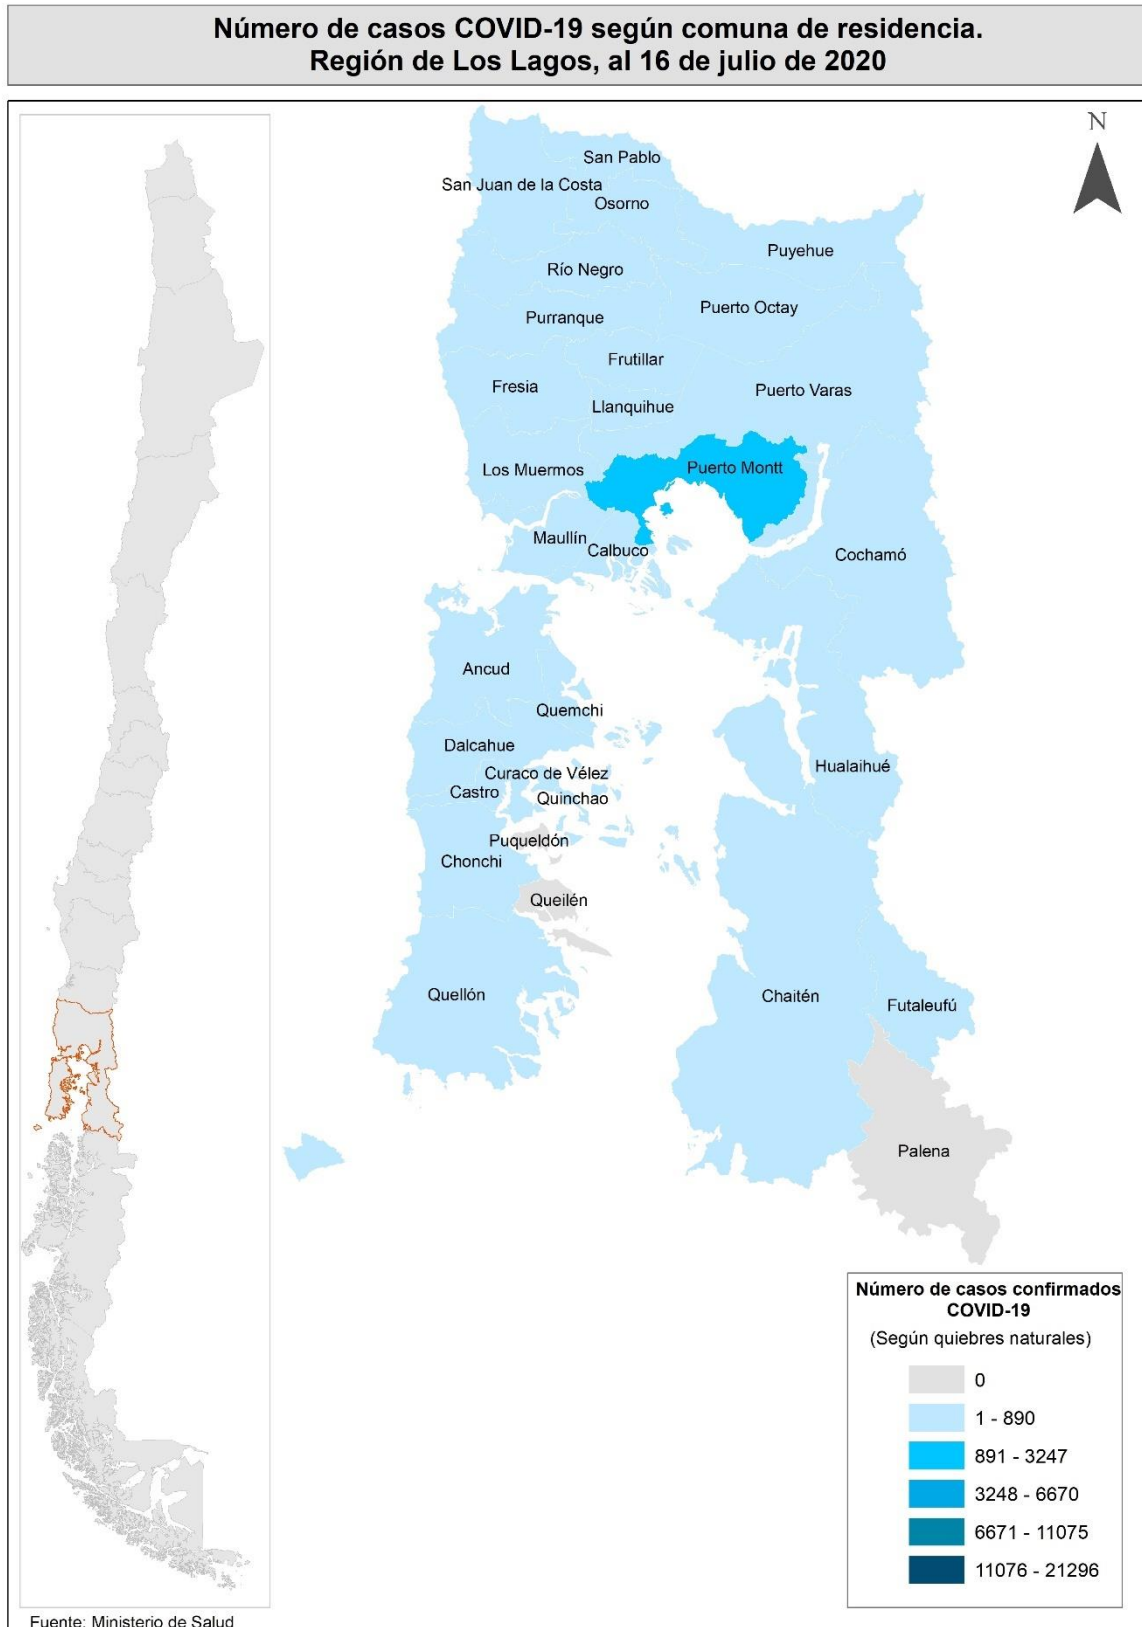 Número de casos COVID-19 según comuna de residencia.
Región de Los Lagos, al 16 de julio de 2020
N
San Pablo
San Juan de la Costa
Osorno
Puyehue
Río Negro
Puerto Octay
Purranque
Frutillar
Fresia
Puerto Varas
Llanquihue
Los Muermos
Puerto Montt
Maullín
Calbuco
Cochamó
Ancud
Quemchi
Dalcahue
Hualaihué
Curaco de Vélez
Castro
Quinchao
Puqueldón
Chonchi
Queilén
Quellón
Chaitén
Futaleufú
Palena
Número de casos confirmados
COVID-19
(Según quiebres naturales)
0
1 - 890
891 - 3247
3248 - 6670
6671 - 11075
11076 - 21296
Fuente: Ministerio de Salud